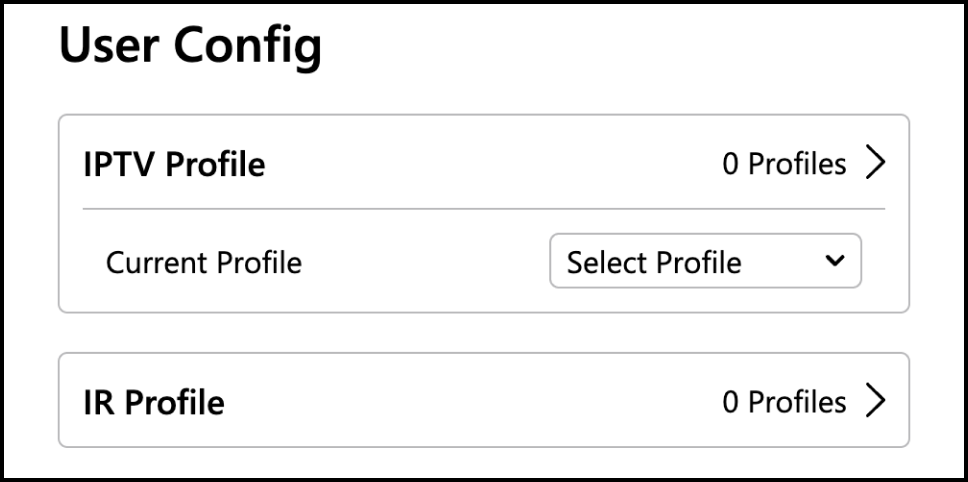 User Config
IPTV Profile 0 Profiles
Current Profile Select Profile
IR Profile 0 Profiles